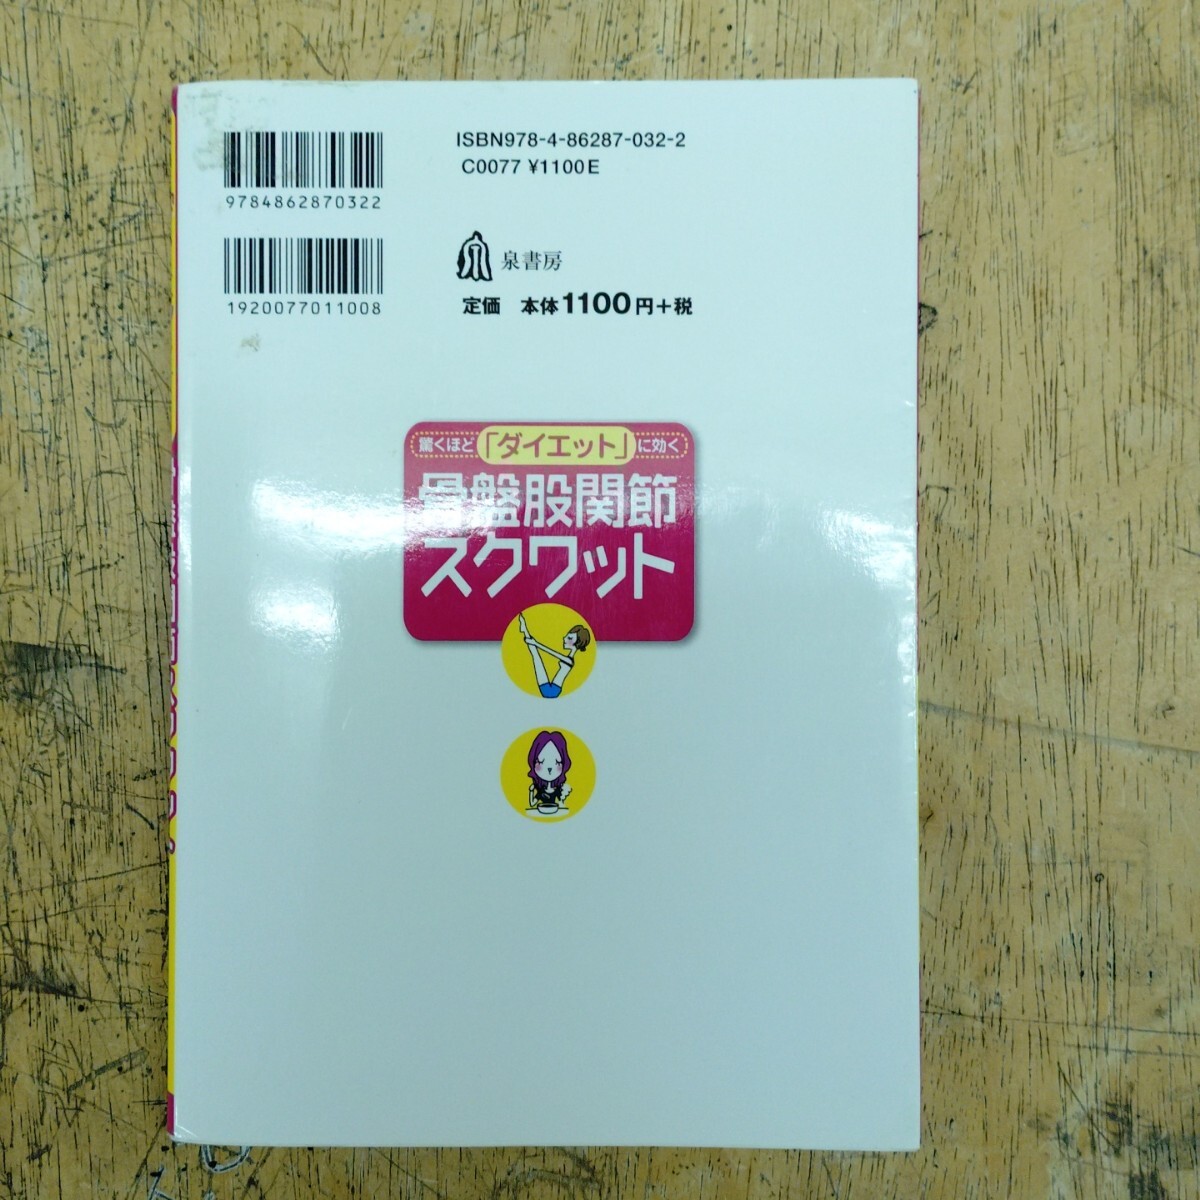 ISBN978-4-86287-032-2
C0077 ¥1100E
9784862870322
1920077011008
泉書房
定価 本体1100円+税
驚くほど「ダイエット」に効く
骨盤股関節
スクワット